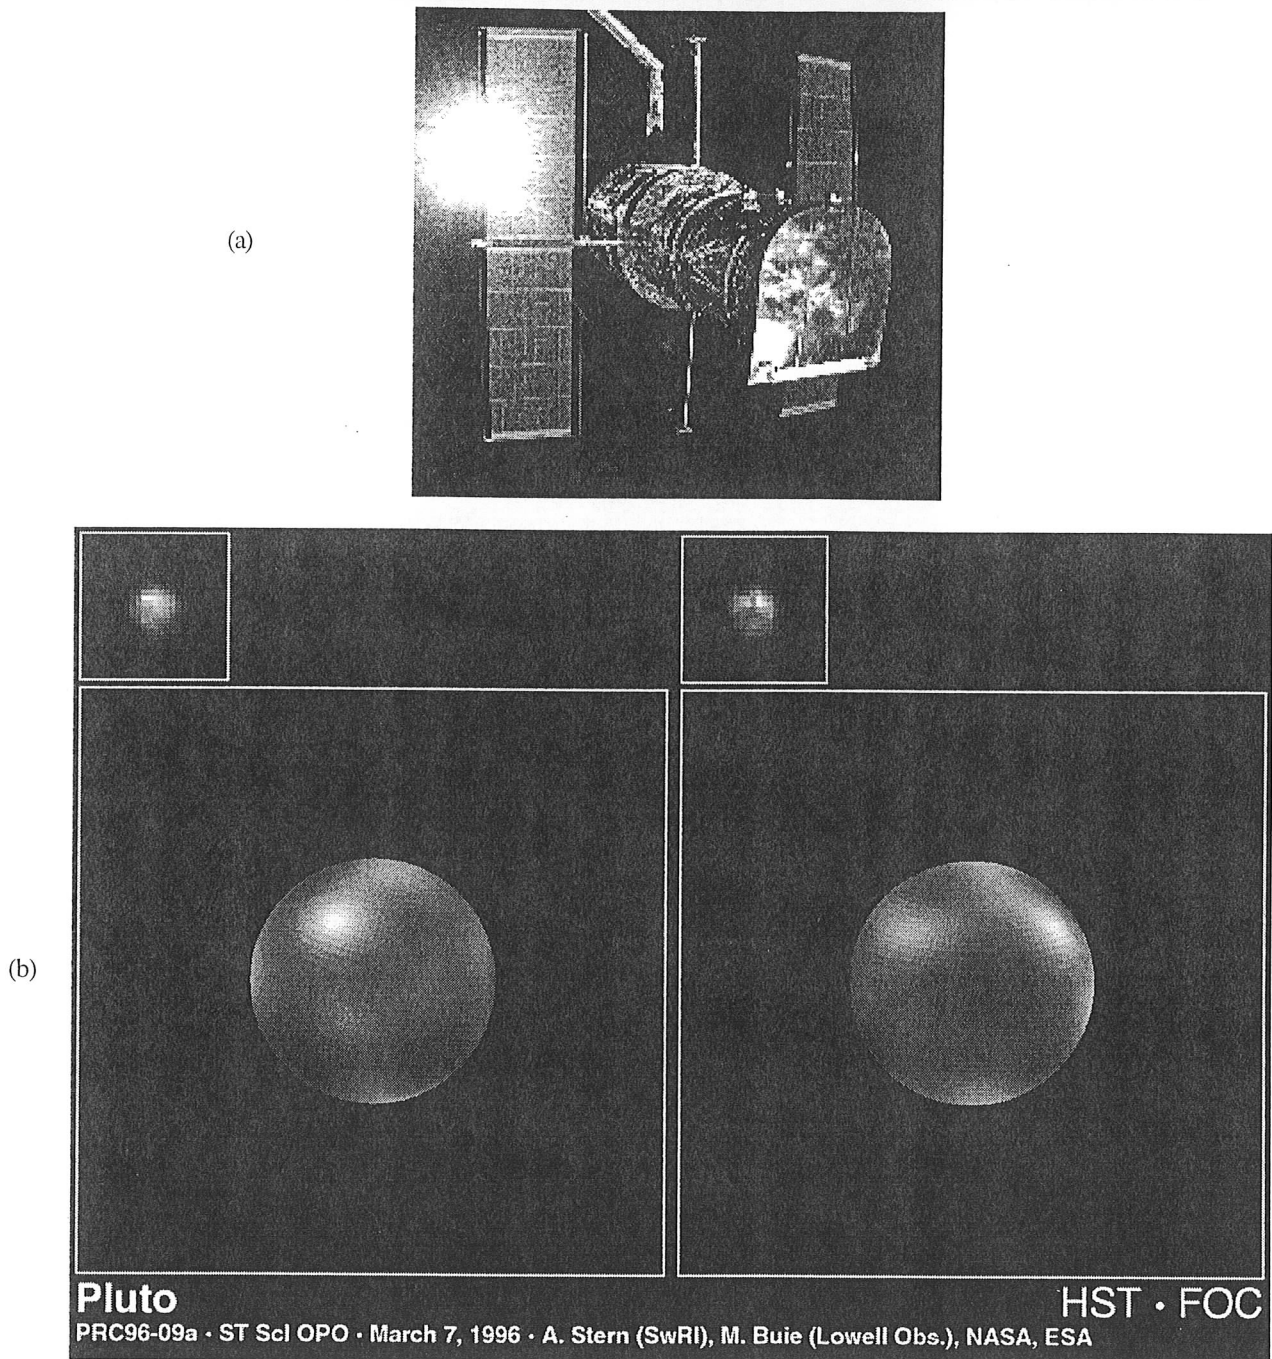 (a)
(b)
Pluto
HST • FOC
PRC96-09a • ST ScI OPO • March 7, 1996 • A. Stern (SwRI), M. Buie (Lowell Obs.), NASA, ESA